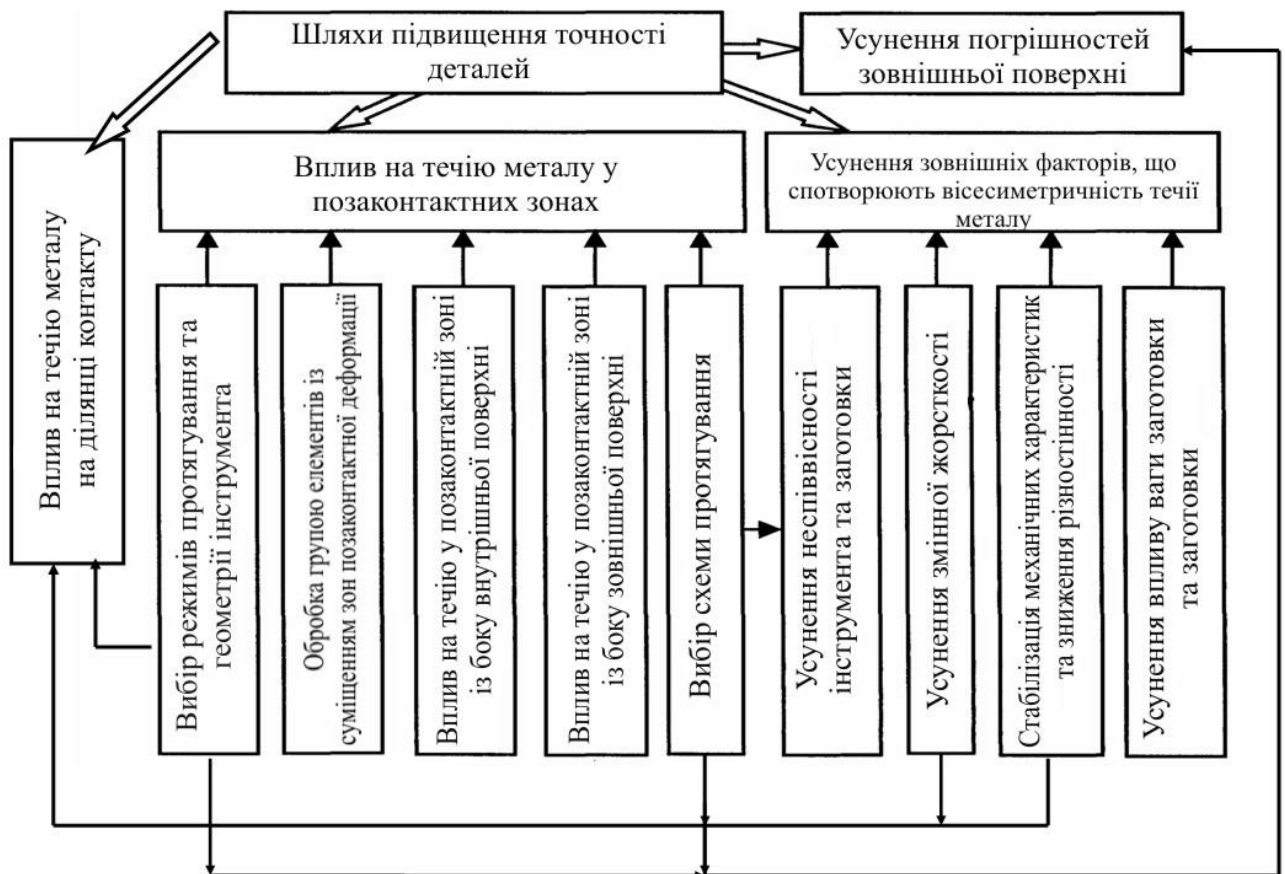 Шляхи підвищення точності
деталей
Усунення погрішностей
зовнішньої поверхні
Вплив на течію металу
на ділянці контакту
Вплив на течію металу у
позаконтактних зонах
Усунення зовнішніх факторів, що
спотворюють вісесиметричність течії
металу
Вибір режимів протягування та
геометрії інструмента
Обробка групою елементів із
суміщенням зон позаконтактної деформації
Вплив на течію у позаконтактній зоні
із боку внутрішньої поверхні
Вплив на течію у позаконтактній зоні
із боку зовнішньої поверхні
Вибір схеми протягування
Усунення неспіввісності
інструмента та заготовки
Усунення змінної жорсткості
Стабілізація механічних характеристик
та зниження різностінності
Усунення впливу ваги заготовки
та заготовки